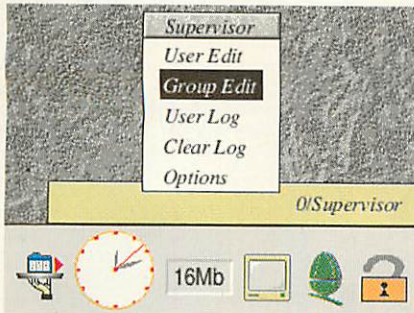 Supervisor
User Edit
Group Edit
User Log
Clear Log
Options
0/Supervisor
16Mb